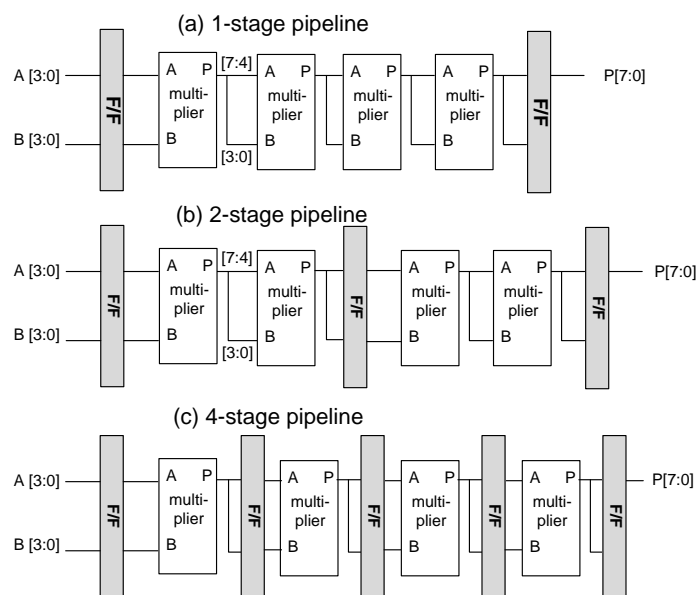 (a) 1-stage pipeline
A [3:0]
B [3:0]
F/F
A P
multi-
plier
B
[7:4]
[3:0]
A P
multi-
plier
B
A P
multi-
plier
B
A P
multi-
plier
B
F/F
P[7:0]
(b) 2-stage pipeline
A [3:0]
B [3:0]
F/F
A P
multi-
plier
B
[7:4]
[3:0]
A P
multi-
plier
B
F/F
A P
multi-
plier
B
A P
multi-
plier
B
F/F
P[7:0]
(c) 4-stage pipeline
A [3:0]
B [3:0]
F/F
A P
multi-
plier
B
F/F
A P
multi-
plier
B
F/F
A P
multi-
plier
B
F/F
A P
multi-
plier
B
F/F
P[7:0]